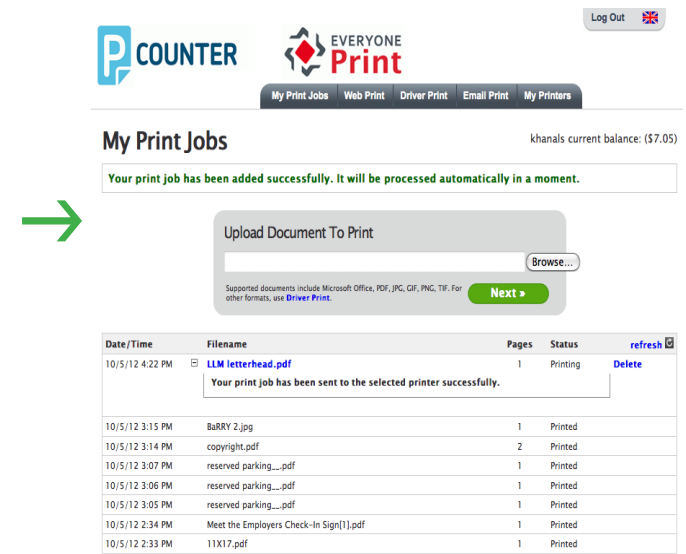 Log Out
P COUNTER
EVERYONE
Print
My Print Jobs Web Print Driver Print Email Print My Printers
My Print Jobs
khanals current balance: ($7.05)
Your print job has been added successfully. It will be processed automatically in a moment.
Upload Document To Print
Browse...
Supported documents include Microsoft Office, PDF, JPG, GIF, PNG, TIF. For
other formats, use Driver Print.
Next »
Date/Time Filename Pages Status refresh
10/5/12 4:22 PM LLM letterhead.pdf 1 Printing Delete
Your print job has been sent to the selected printer successfully.
10/5/12 3:15 PM BaRRY 2.jpg 1 Printed
10/5/12 3:14 PM copyright.pdf 2 Printed
10/5/12 3:07 PM reserved parking__.pdf 1 Printed
10/5/12 3:06 PM reserved parking__.pdf 1 Printed
10/5/12 3:05 PM reserved parking__.pdf 1 Printed
10/5/12 2:34 PM Meet the Employers Check-In Sign[1].pdf 1 Printed
10/5/12 2:33 PM 11X17.pdf 1 Printed